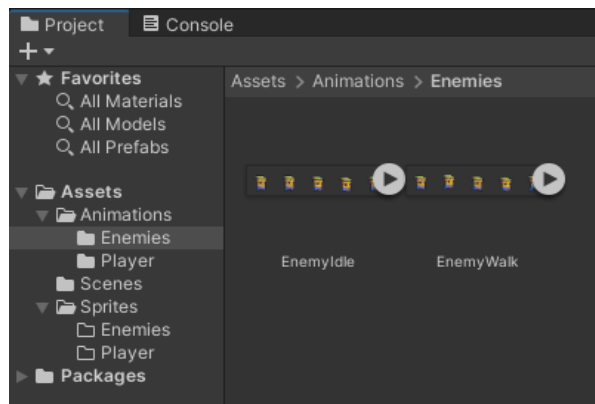 Project
Console
Favorites
All Materials
All Models
All Prefabs
Assets
Animations
Enemies
Player
Scenes
Sprites
Enemies
Player
Packages
Assets > Animations > Enemies
EnemyIdle
EnemyWalk